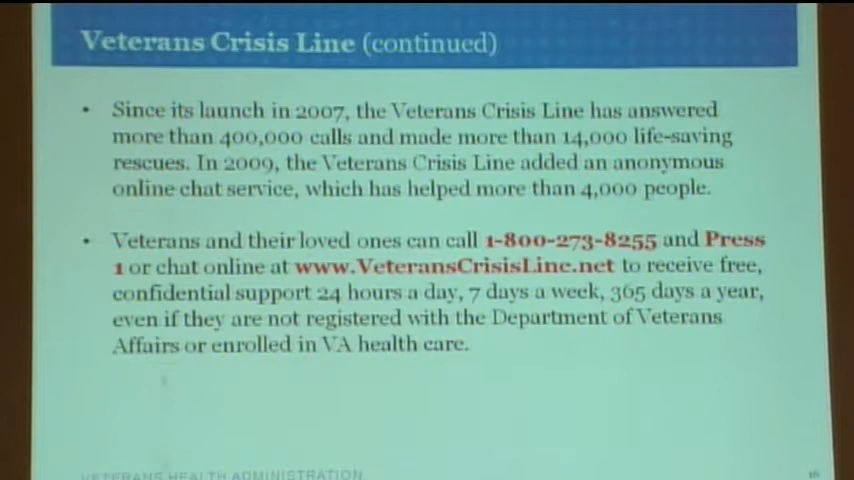 Veterans Crisis Line (continued)
• Since its launch in 2007, the Veterans Crisis Line has answered
more than 400,000 calls and made more than 14,000 life-saving
rescues. In 2009, the Veterans Crisis Line added an anonymous
online chat service, which has helped more than 4,000 people.
• Veterans and their loved ones can call 1-800-273-8255 and Press
1 or chat online at www.VeteransCrisisLine.net to receive free,
confidential support 24 hours a day, 7 days a week, 365 days a year,
even if they are not registered with the Department of Veterans
Affairs or enrolled in VA health care.
VETERANS HEALTH ADMINISTRATION
16